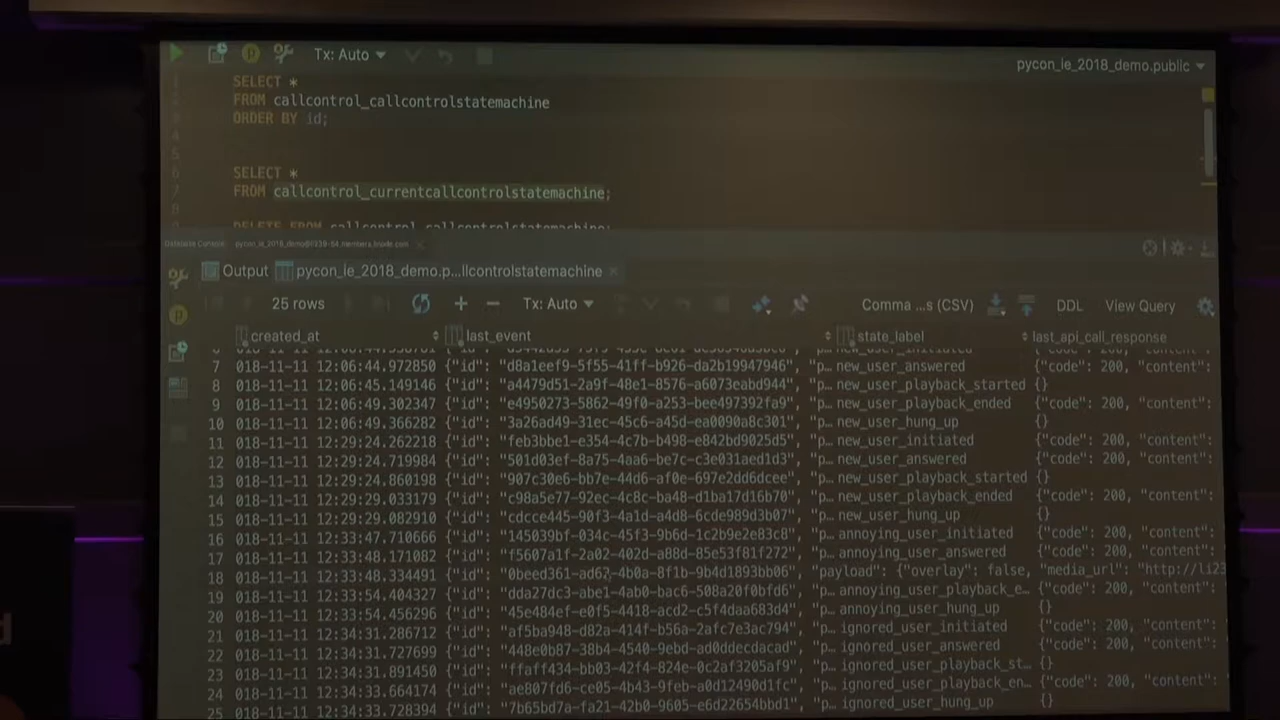 Tx: Auto
pycon_ie_2018_demo.public
1 SELECT *
2 FROM callcontrol_callcontrolstatemachine
3 ORDER BY id;
4
5
6 SELECT *
7 FROM callcontrol_currentcallcontrolstatemachine;
8
9 DELETE FROM callcontrol_callcontrolstatemachine;
Database Console:
Output pycon_ie_2018_demo.p...llcontrolstatemachine
25 rows Tx: Auto Comma ...s (CSV) DDL View Query
created_at last_event state_label last_api_call_response
7 018-11-11 12:06:44.972850 {"id": "d8a1eef9-5f55-41ff-b926-da2b19947946", "p… new_user_answered {"code": 200, "content":
8 018-11-11 12:06:45.149146 {"id": "a4479d51-2a9f-48e1-8576-a6073eabd944", "p… new_user_playback_started {}
9 018-11-11 12:06:49.302347 {"id": "e4950273-5862-49f0-a253-bee497392fa9", "p… new_user_playback_ended {"code": 200, "content":
10 018-11-11 12:06:49.366282 {"id": "3a26ad49-31ec-45c6-a45d-ea0090a8c301", "p… new_user_hung_up {}
11 018-11-11 12:29:24.262218 {"id": "feb3bbe1-e354-4c7b-b498-e842bd9025d5", "p… new_user_initiated {"code": 200, "content":
12 018-11-11 12:29:24.719984 {"id": "501d03ef-8a75-4aa6-be7c-c3e031aed1d3", "p… new_user_answered {"code": 200, "content":
13 018-11-11 12:29:24.860198 {"id": "907c30e6-bb7e-44d6-af0e-697e2dd6dcee", "p… new_user_playback_started {}
14 018-11-11 12:29:29.033179 {"id": "c98a5e77-92ec-4c8c-ba48-d1ba17d16b70", "p… new_user_playback_ended {"code": 200, "content":
15 018-11-11 12:29:29.082910 {"id": "cdcce445-90f3-4a1d-a4d8-6cde989d3b07", "p… new_user_hung_up {}
16 018-11-11 12:33:47.710666 {"id": "145039bf-034c-45f3-9b6d-1c2b9e2e83c8", "p… annoying_user_initiated {"code": 200, "content":
17 018-11-11 12:33:48.171082 {"id": "f5607a1f-2a02-402d-a88d-85e53f81f272", "p… annoying_user_answered {"code": 200, "content":
18 018-11-11 12:33:48.334491 {"id": "0beed361-ad62-4b0a-8f1b-9b4d1893bb06", "payload": {"overlay": false, "media_url": "http://li23
19 018-11-11 12:33:54.404327 {"id": "dda27dc3-abe1-4ab0-bac6-508a20f0bfd6", "p… annoying_user_playback_e… {"code": 200, "content":
20 018-11-11 12:33:54.456296 {"id": "45e484ef-e0f5-4418-acd2-c5f4daa683d4", "p… annoying_user_hung_up {}
21 018-11-11 12:34:31.286712 {"id": "af5ba948-d82a-414f-b56a-2afc7e3ac794", "p… ignored_user_initiated {"code": 200, "content":
22 018-11-11 12:34:31.727699 {"id": "448e0b87-38b4-4540-9ebd-ad0ddecdacad", "p… ignored_user_answered {"code": 200, "content":
23 018-11-11 12:34:31.891450 {"id": "ffaff434-bb03-42f4-824e-0c2af3205af9", "p… ignored_user_playback_st… {}
24 018-11-11 12:34:33.664174 {"id": "ae807fd6-ce05-4b43-9feb-a0d12490d1fc", "p… ignored_user_playback_en… {"code": 200, "content":
25 018-11-11 12:34:33.728394 {"id": "7b65bd7a-fa21-42b0-9605-e6d22654bbd1", "p… ignored_user_hung_up {}